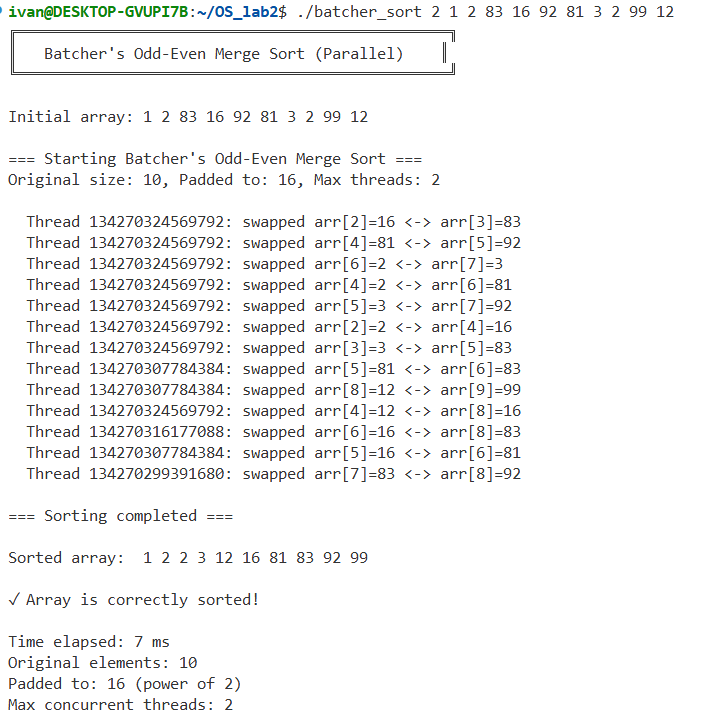 ivan@DESKTOP-GVUPI7B:~/OS_lab2$ ./batcher_sort 2 1 2 83 16 92 81 3 2 99 12
Batcher's Odd-Even Merge Sort (Parallel)
Initial array: 1 2 83 16 92 81 3 2 99 12
=== Starting Batcher's Odd-Even Merge Sort ===
Original size: 10, Padded to: 16, Max threads: 2
Thread 134270324569792: swapped arr[2]=16 <-> arr[3]=83
Thread 134270324569792: swapped arr[4]=81 <-> arr[5]=92
Thread 134270324569792: swapped arr[6]=2 <-> arr[7]=3
Thread 134270324569792: swapped arr[4]=2 <-> arr[6]=81
Thread 134270324569792: swapped arr[5]=3 <-> arr[7]=92
Thread 134270324569792: swapped arr[2]=2 <-> arr[4]=16
Thread 134270324569792: swapped arr[3]=3 <-> arr[5]=83
Thread 134270307784384: swapped arr[5]=81 <-> arr[6]=83
Thread 134270307784384: swapped arr[8]=12 <-> arr[9]=99
Thread 134270324569792: swapped arr[4]=12 <-> arr[8]=16
Thread 134270316177088: swapped arr[6]=16 <-> arr[8]=83
Thread 134270307784384: swapped arr[5]=16 <-> arr[6]=81
Thread 134270299391680: swapped arr[7]=83 <-> arr[8]=92
=== Sorting completed ===
Sorted array:  1 2 2 3 12 16 81 83 92 99
✓ Array is correctly sorted!
Time elapsed: 7 ms
Original elements: 10
Padded to: 16 (power of 2)
Max concurrent threads: 2